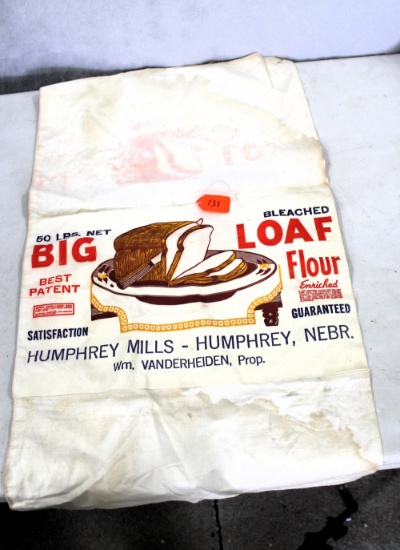 131
50 LBS. NET
BLEACHED
BIG LOAF
BEST PATENT
Flour
Enriched
SATISFACTION GUARANTEED
HUMPHREY MILLS - HUMPHREY, NEBR.
Wm. VANDERHEIDEN, Prop.